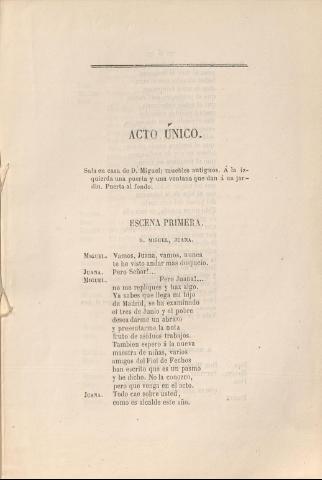 ACTO ÚNICO.
Sala en casa de D. Miguel; muebles antiguos. Á la iz-
quierda una puerta y una ventana que dan á un jar-
din. Puerta al fondo.
ESCENA PRIMERA.
D. MIGUEL, JUANA.
MIGUEL. Vamos, Juana, vamos, nunca
te he visto andar mas despacio.
JUANA. Pero Señor!...
MIGUEL. Pero Juana!...
no me repliques y haz algo.
Ya sabes que llega mi hijo
de Madrid, se ha examinado
el tres de Junio y el pobre
desea darme un abrazo
y presentarme la nota
fruto de asíduos trabajos.
Tambien espero á la nueva
maestra de niñas, varios
amigos del Fiel de Fechos
han escrito que es un pasmo
y he dicho. No la conozco,
pero que venga en el acto.
JUANA. Todo cae sobre usted,
como es alcalde este año.